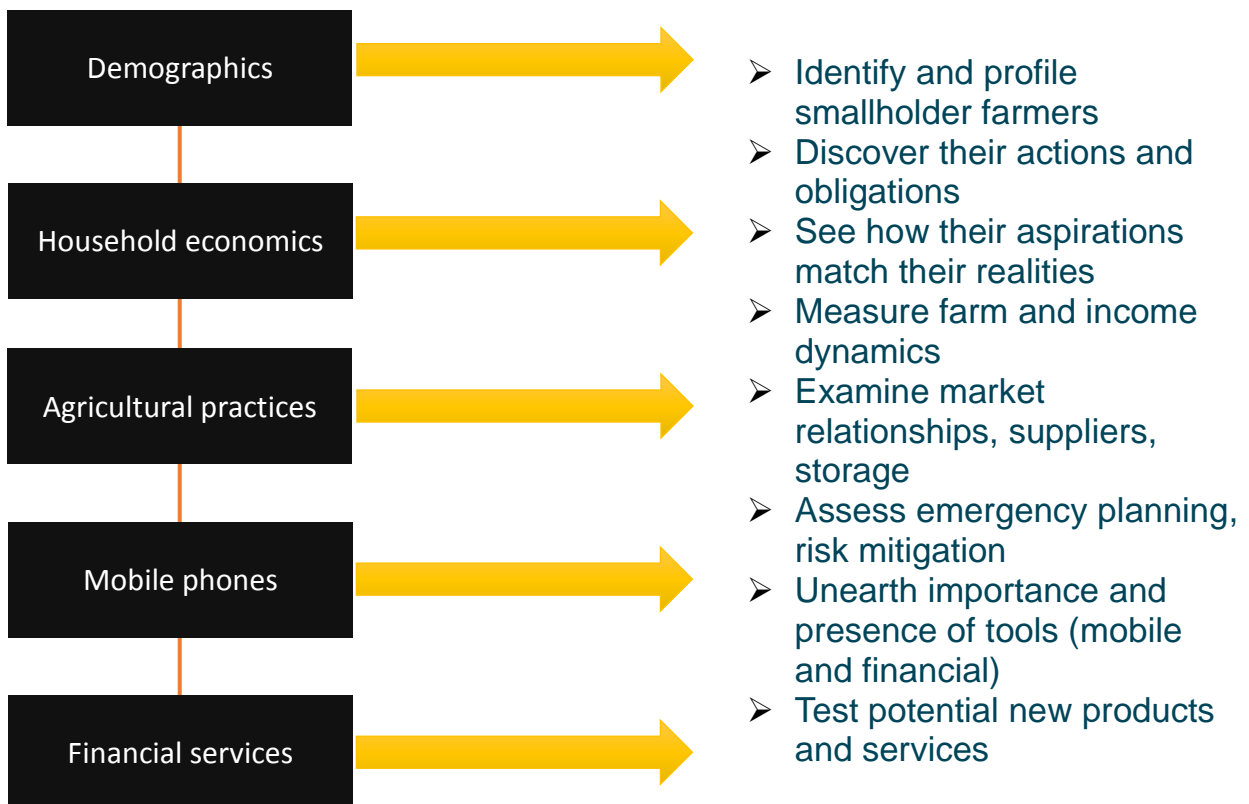 Demographics
Household economics
Agricultural practices
Mobile phones
Financial services
➢ Identify and profile
smallholder farmers
➢ Discover their actions and
obligations
➢ See how their aspirations
match their realities
➢ Measure farm and income
dynamics
➢ Examine market
relationships, suppliers,
storage
➢ Assess emergency planning,
risk mitigation
➢ Unearth importance and
presence of tools (mobile
and financial)
➢ Test potential new products
and services